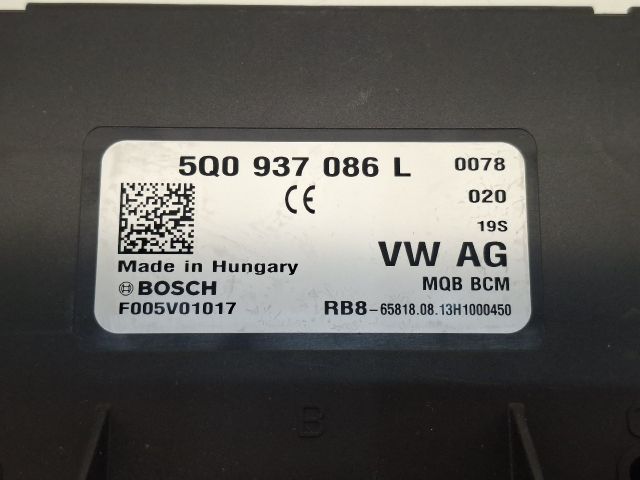 5Q0 937 086 L 0078
CE 020
19S
VW AG
Made in Hungary
BOSCH MQB BCM
F005V01017 RB8-65818.08.13H1000450
B